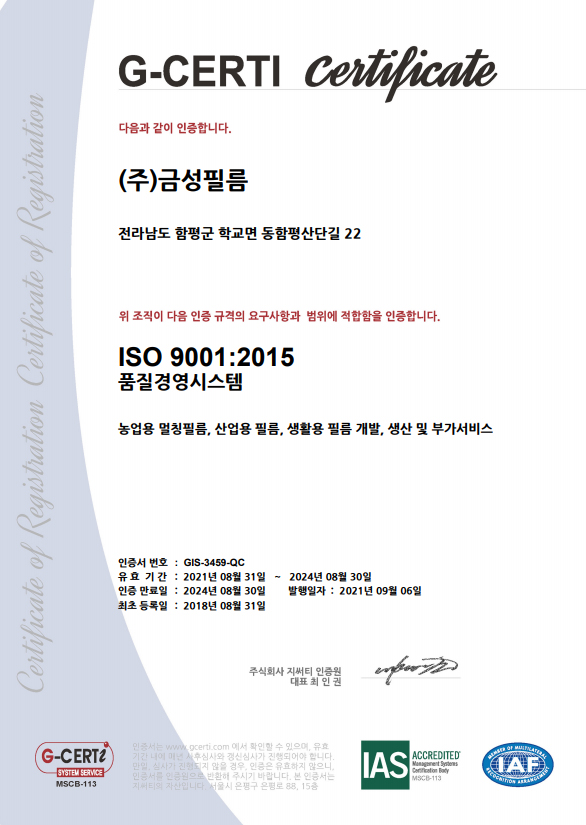 G-CERTI Certificate
다음과 같이 인증합니다.
(주)금성필름
전라남도 함평군 학교면 동함평산단길 22
위 조직이 다음 인증 규격의 요구사항과 범위에 적합함을 인증합니다.
ISO 9001:2015
품질경영시스템
농업용 멀칭필름, 산업용 필름, 생활용 필름 개발, 생산 및 부가서비스
인증서 번호 : GIS-3459-QC
유 효 기 간 : 2021년 08월 31일 ~ 2024년 08월 30일
인증 만료일 : 2024년 08월 30일 발행일자 : 2021년 09월 06일
최초 등록일 : 2018년 08월 31일
주식회사 지써티 인증원
대표 최 인 권
Certificate of Registration Certificate of Registration
G-CERTi
SYSTEM SERVICE
MSCB-113
인증서는 www.gcerti.com 에서 확인할 수 있으며, 유효
기간 내에 매년 사후심사와 갱신심사가 진행되어야 합니다.
만일, 심사가 진행되지 않을 경우, 인증은 유효하지 않으니,
인증서를 인증원으로 반환해 주시기 바랍니다. 본 인증서는
지써티의 자산입니다. 서울시 은평구 은평로 88, 15층
IAS ACCREDITED
Management Systems
Certification Body
MSCB-113
MEMBER OF MULTILATERAL
IAF
RECOGNITION ARRANGEMENT